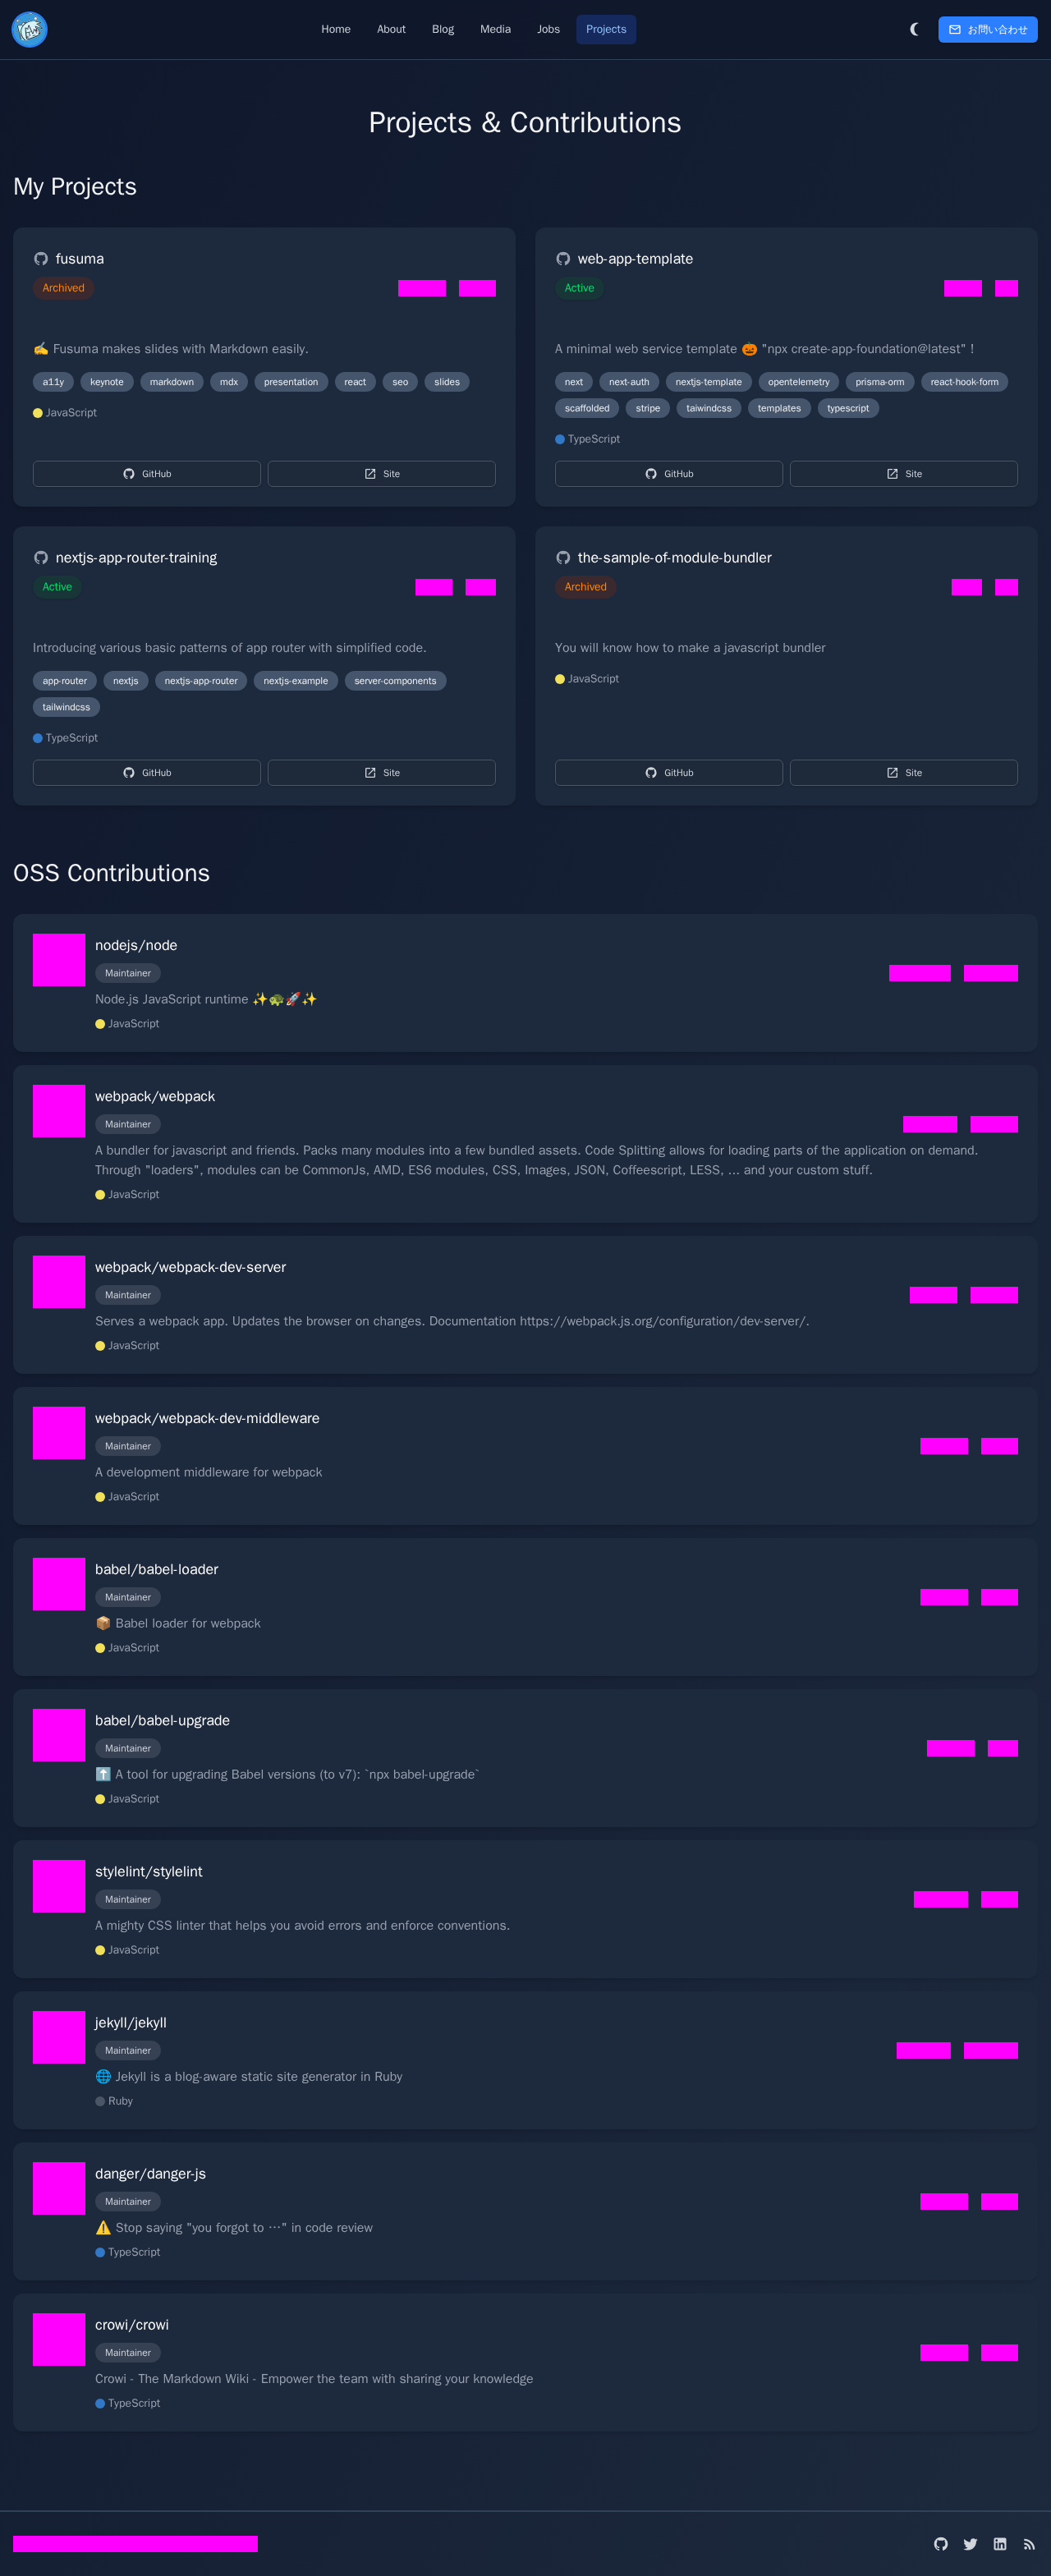 Home About Blog Media Jobs Projects お問い合わせ
Projects & Contributions
My Projects
fusuma
Archived
✍️ Fusuma makes slides with Markdown easily.
a11y keynote markdown mdx presentation react seo slides
JavaScript
GitHub Site
web-app-template
Active
A minimal web service template 🎃 "npx create-app-foundation@latest" !
next next-auth nextjs-template opentelemetry prisma-orm react-hook-form
scaffolded stripe taiwindcss templates typescript
TypeScript
GitHub Site
nextjs-app-router-training
Active
Introducing various basic patterns of app router with simplified code.
app-router nextjs nextjs-app-router nextjs-example server-components
tailwindcss
TypeScript
GitHub Site
the-sample-of-module-bundler
Archived
You will know how to make a javascript bundler
JavaScript
GitHub Site
OSS Contributions
nodejs/node
Maintainer
Node.js JavaScript runtime ✨🐢🚀✨
JavaScript
webpack/webpack
Maintainer
A bundler for javascript and friends. Packs many modules into a few bundled assets. Code Splitting allows for loading parts of the application on demand.
Through "loaders", modules can be CommonJs, AMD, ES6 modules, CSS, Images, JSON, Coffeescript, LESS, ... and your custom stuff.
JavaScript
webpack/webpack-dev-server
Maintainer
Serves a webpack app. Updates the browser on changes. Documentation https://webpack.js.org/configuration/dev-server/.
JavaScript
webpack/webpack-dev-middleware
Maintainer
A development middleware for webpack
JavaScript
babel/babel-loader
Maintainer
📦 Babel loader for webpack
JavaScript
babel/babel-upgrade
Maintainer
⬆️ A tool for upgrading Babel versions (to v7): `npx babel-upgrade`
JavaScript
stylelint/stylelint
Maintainer
A mighty CSS linter that helps you avoid errors and enforce conventions.
JavaScript
jekyll/jekyll
Maintainer
🌐 Jekyll is a blog-aware static site generator in Ruby
Ruby
danger/danger-js
Maintainer
⚠️ Stop saying "you forgot to …" in code review
TypeScript
crowi/crowi
Maintainer
Crowi - The Markdown Wiki - Empower the team with sharing your knowledge
TypeScript